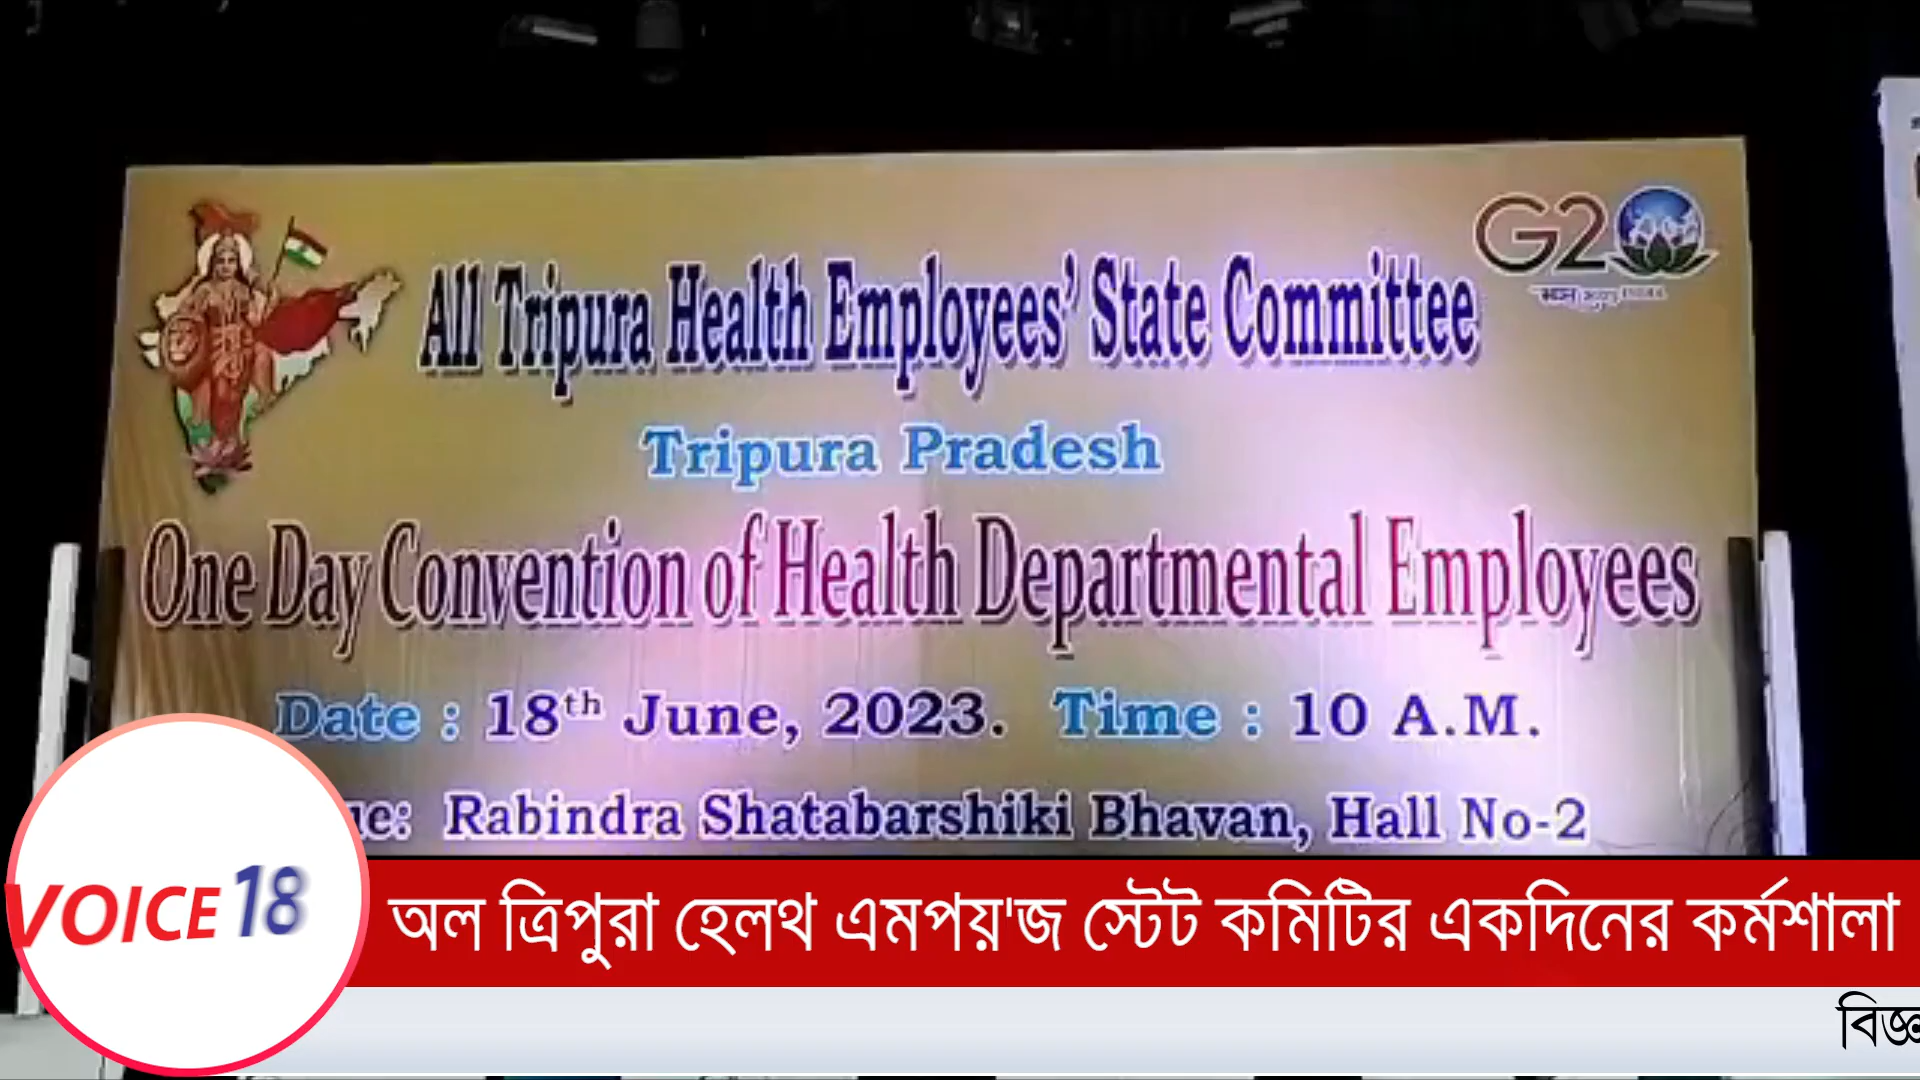 G20
All Tripura Health Employees' State Committee
Tripura Pradesh
One Day Convention of Health Departmental Employees
Date : 18th June, 2023. Time : 10 A.M.
Rabindra Shatabarshiki Bhavan, Hall No-2
VOICE 18
অল ত্রিপুরা হেলথ এমপয়'জ স্টেট কমিটির একদিনের কর্মশালা